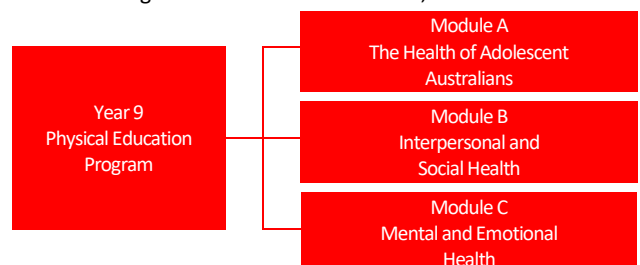 Year 9
Physical Education
Program
Module A
The Health of Adolescent
Australians
Module B
Interpersonal and
Social Health
Module C
Mental and Emotional
Health